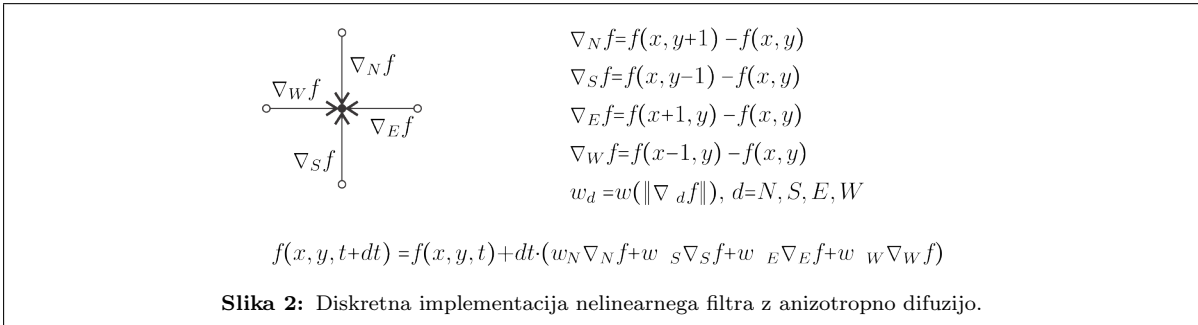 ∇_N f
∇_W f
∇_E f
∇_S f
∇_N f=f(x, y+1) −f(x, y)
∇_S f=f(x, y−1) −f(x, y)
∇_E f=f(x+1, y) −f(x, y)
∇_W f=f(x−1, y) −f(x, y)
w_d =w(‖∇ _d f‖), d=N, S, E, W
f(x, y, t+dt) =f(x, y, t)+dt·(w_N ∇_N f+w _S ∇_S f+w _E ∇_E f+w _W ∇_W f)
Slika 2: Diskretna implementacija nelinearnega filtra z anizotropno difuzijo.